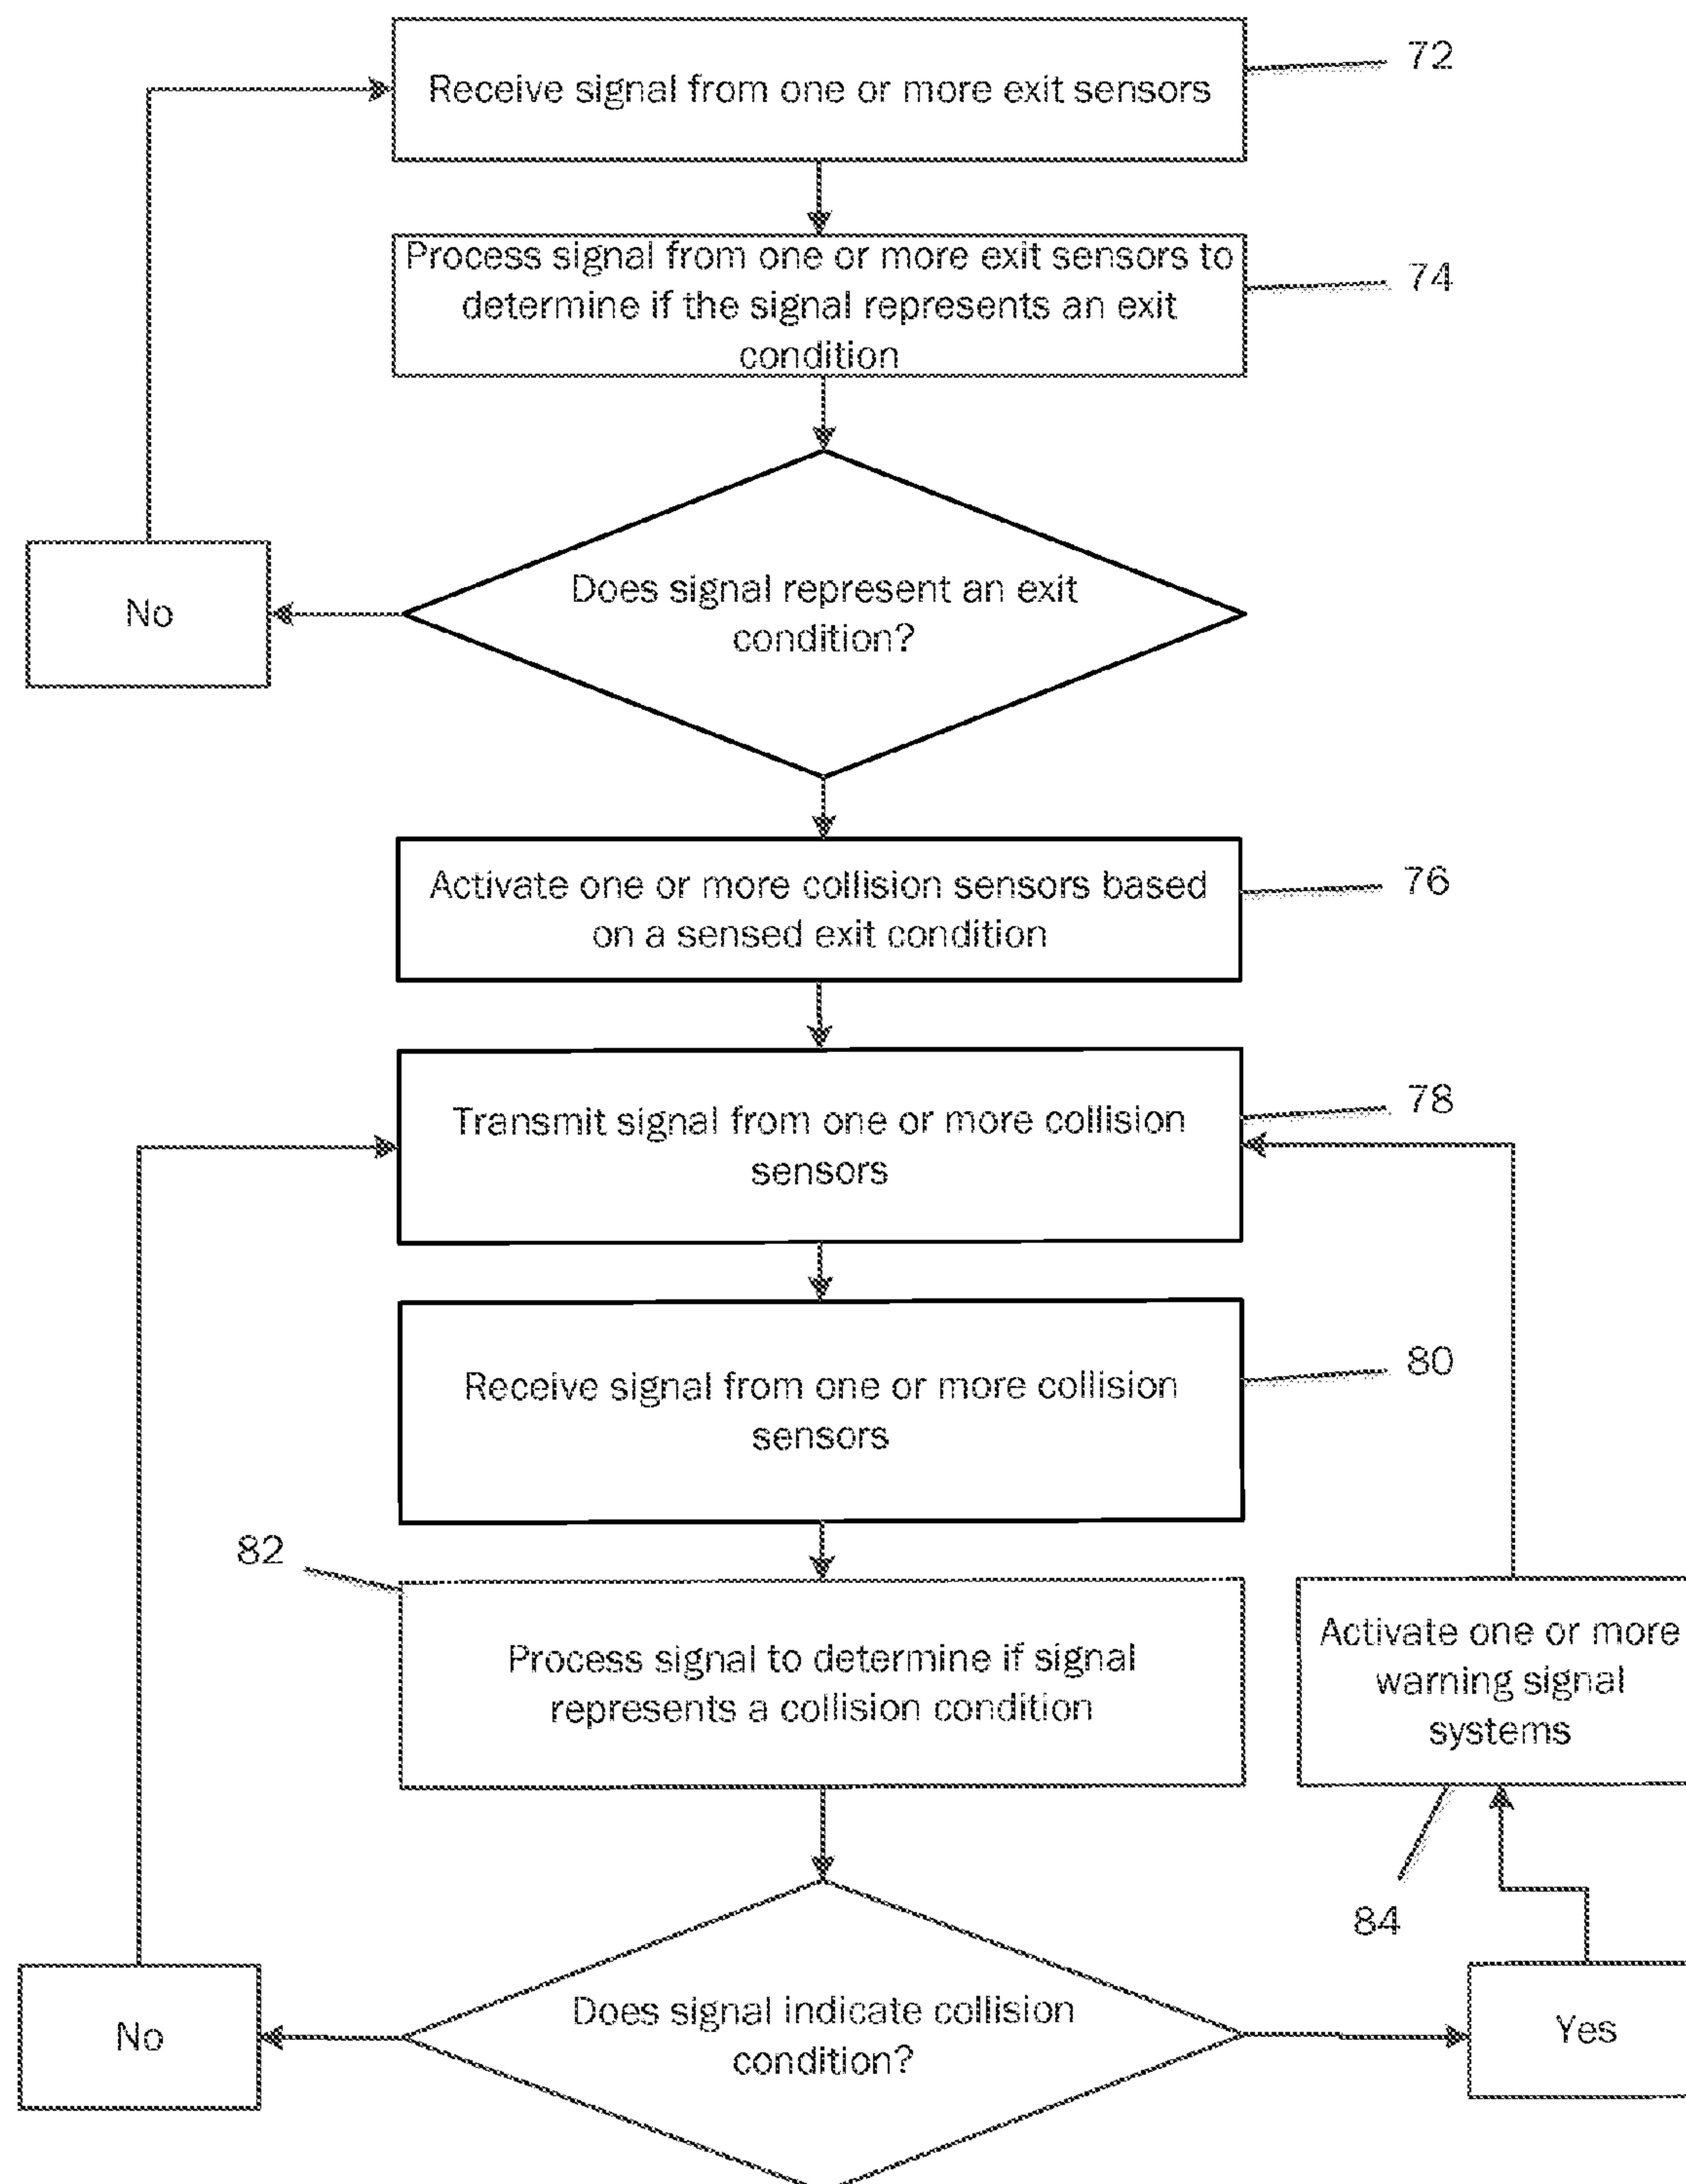 Receive signal from one or more exit sensors
72
Process signal from one or more exit sensors to
determine if the signal represents an exit
condition
74
Does signal represent an exit
condition?
No
Activate one or more collision sensors based
on a sensed exit condition
76
Transmit signal from one or more collision
sensors
78
Receive signal from one or more collision
sensors
80
82
Process signal to determine if signal
represents a collision condition
Activate one or more
warning signal
systems
84
Does signal indicate collision
condition?
No
Yes